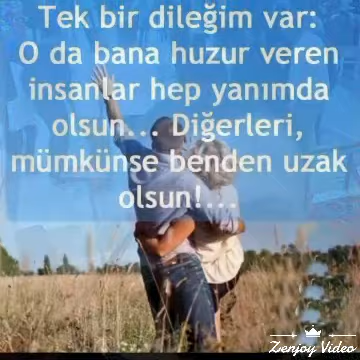 Tek bir dileğim var:
O da bana huzur veren
insanlar hep yanımda
olsun... Diğerleri,
mümkünse benden uzak
olsun!...
Zenjoy Video